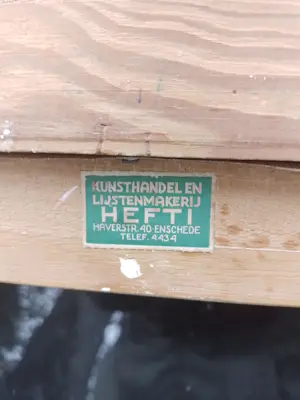 KUNSTHANDEL EN
LIJSTENMAKERIJ
HEFTI
HAVERSTR. 40 · ENSCHEDE
TELEF. 4434